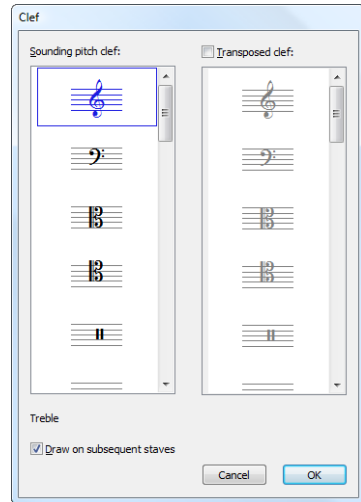 Clef
Sounding pitch clef:
Transposed clef:
Treble
Draw on subsequent staves
Cancel
OK